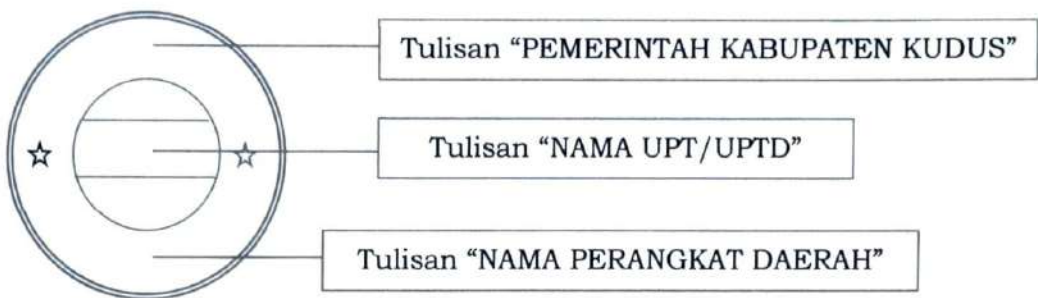 Tulisan “PEMERINTAH KABUPATEN KUDUS”
Tulisan “NAMA UPT/UPTD”
Tulisan “NAMA PERANGKAT DAERAH”